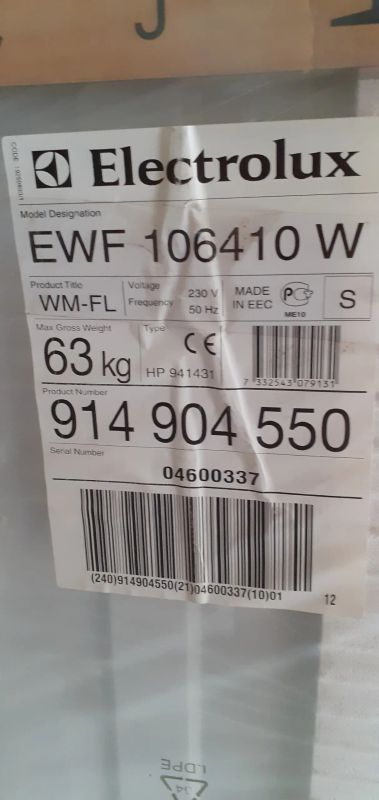 Electrolux
Model Designation
EWF 106410 W
Product Title
WM-FL
Voltage 230 V
Frequency 50 Hz
MADE
IN EEC
ME10
S
Max Gross Weight
63 kg
Type
CE
HP 941431
7 332543 079131
Product Number
914 904 550
Serial Number
04600337
(240)914904550(21)04600337(10)01
12
LDPE
04